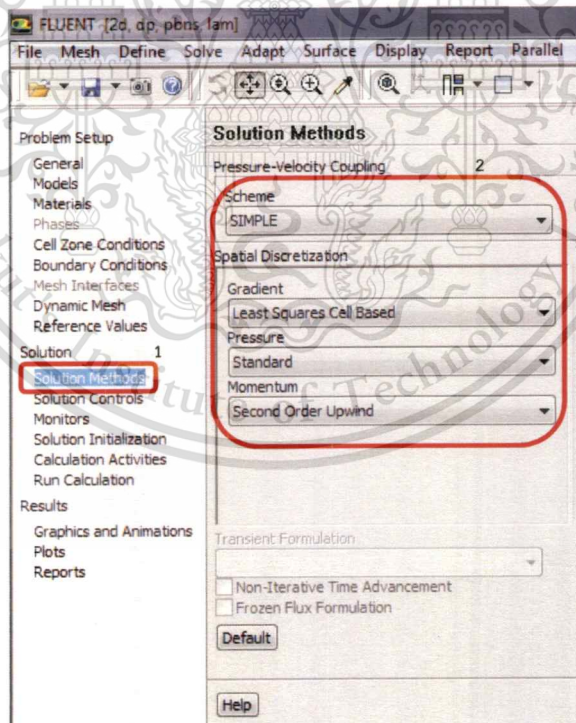 FLUENT [2d, dp, pbns, lam]
File Mesh Define Solve Adapt Surface Display Report Parallel
Problem Setup
General
Models
Materials
Phases
Cell Zone Conditions
Boundary Conditions
Mesh Interfaces
Dynamic Mesh
Reference Values
Solution 1
Solution Methods
Solution Controls
Monitors
Solution Initialization
Calculation Activities
Run Calculation
Results
Graphics and Animations
Plots
Reports
Solution Methods
Pressure-Velocity Coupling 2
Scheme
SIMPLE
Spatial Discretization
Gradient
Least Squares Cell Based
Pressure
Standard
Momentum
Second Order Upwind
Transient Formulation
Non-Iterative Time Advancement
Frozen Flux Formulation
Default
Help
Institute of Technology